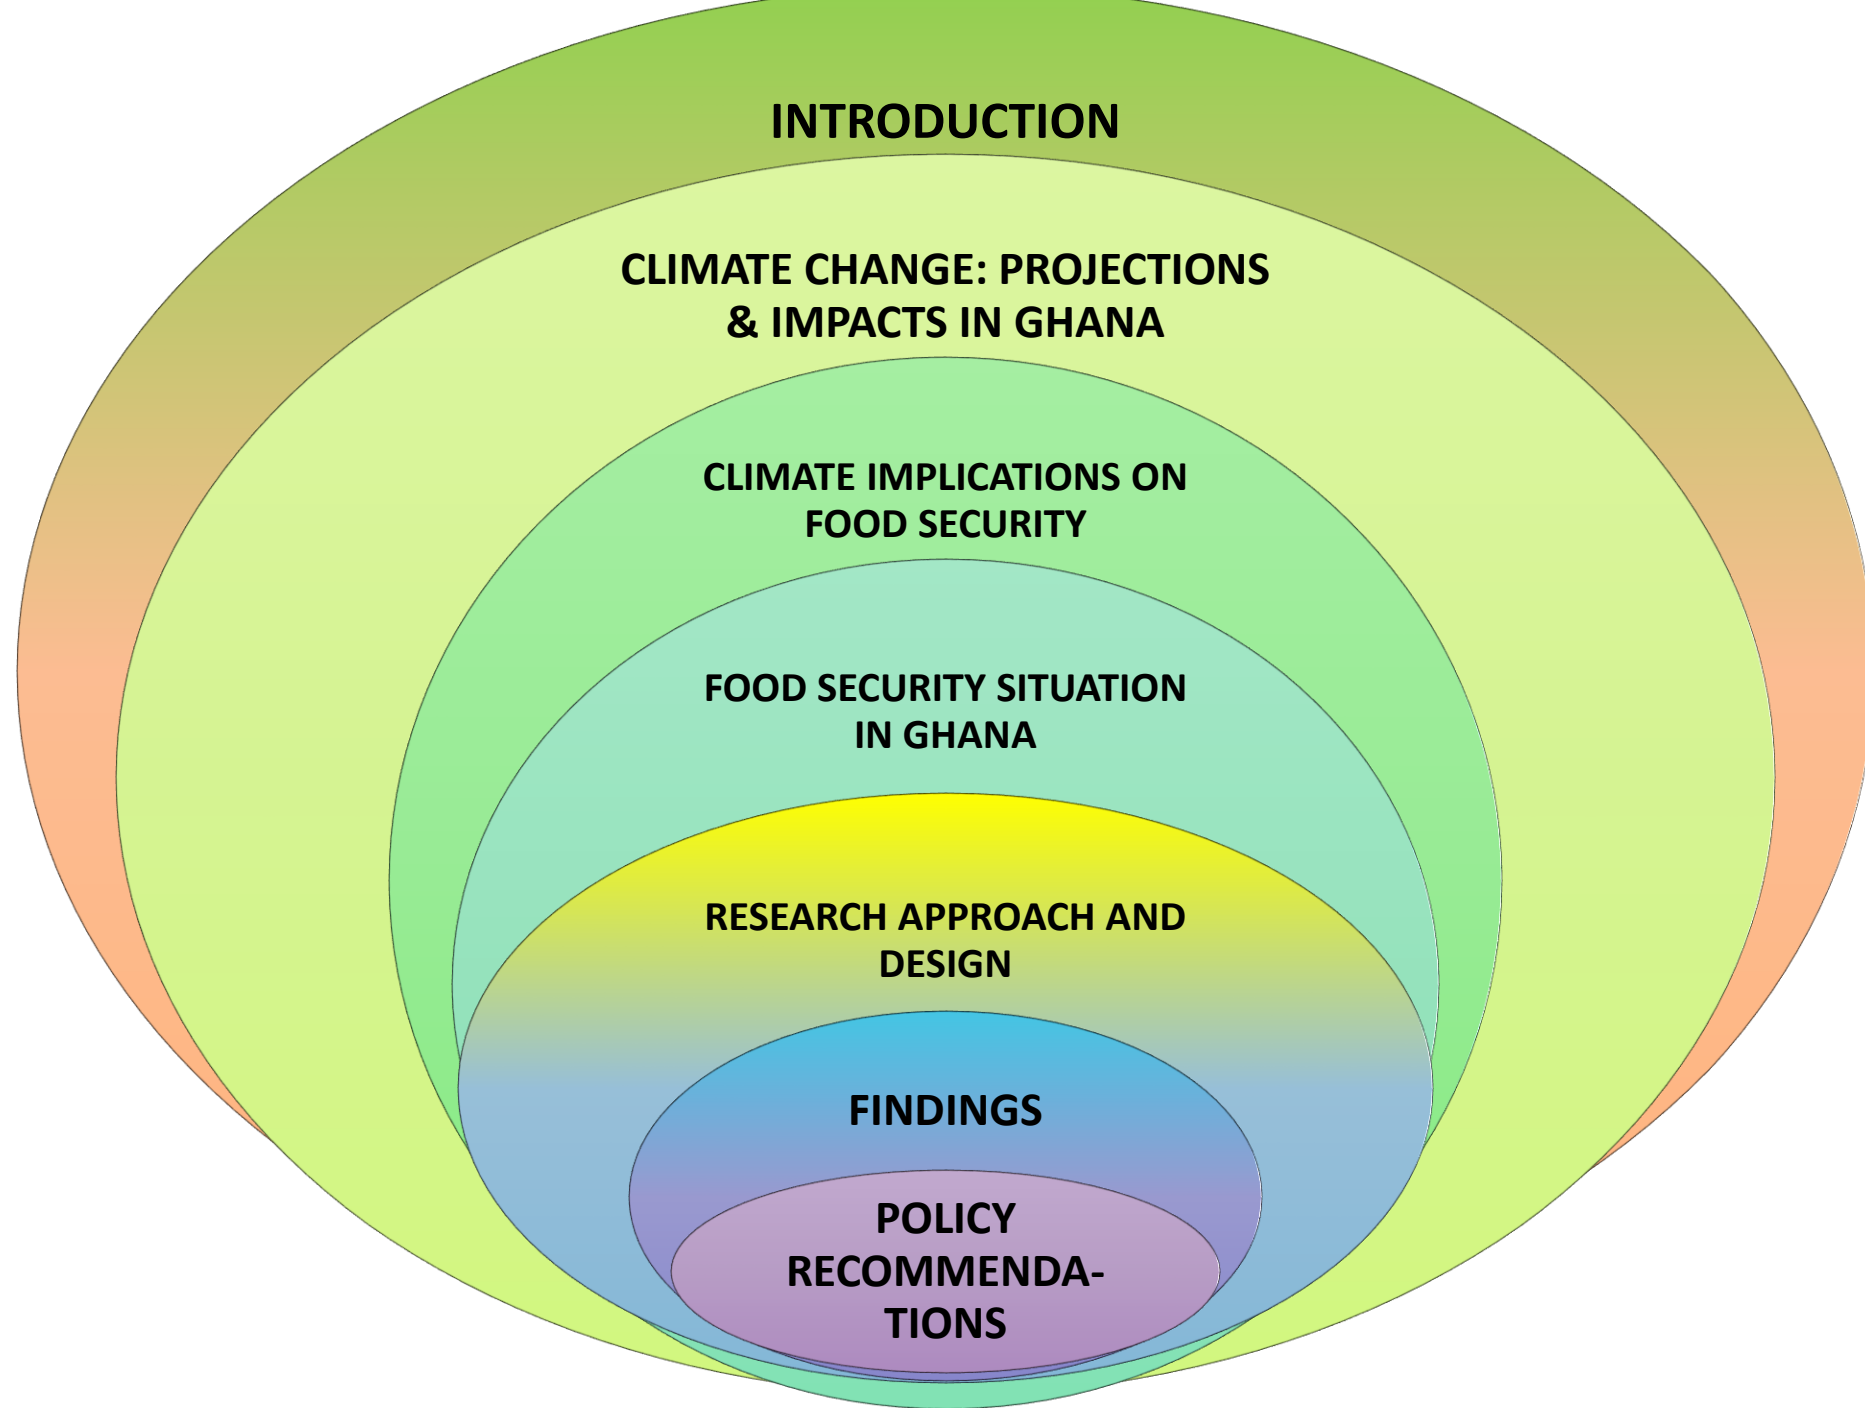 INTRODUCTION
CLIMATE CHANGE: PROJECTIONS
& IMPACTS IN GHANA
CLIMATE IMPLICATIONS ON
FOOD SECURITY
FOOD SECURITY SITUATION
IN GHANA
RESEARCH APPROACH AND
DESIGN
FINDINGS
POLICY
RECOMMENDA-
TIONS